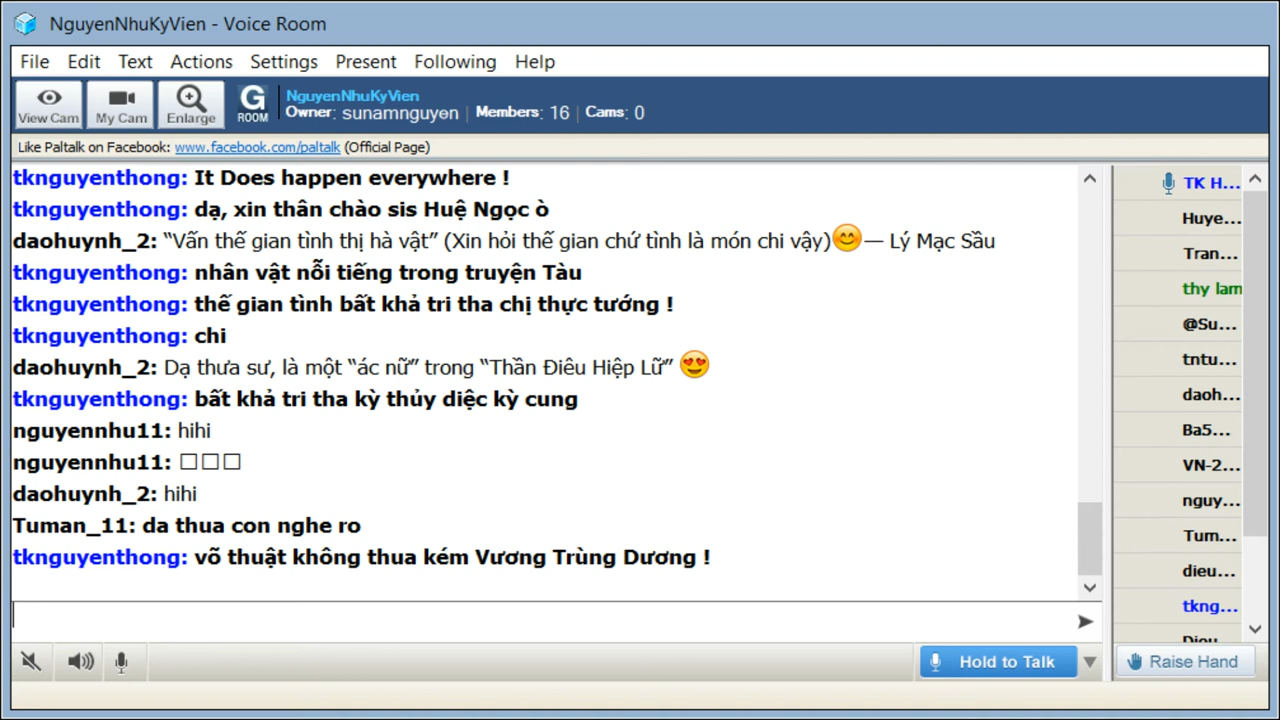 NguyenNhuKyVien - Voice Room
File Edit Text Actions Settings Present Following Help
View Cam My Cam Enlarge G ROOM
NguyenNhuKyVien
Owner: sunamnguyen | Members: 16 | Cams: 0
Like Paltalk on Facebook: www.facebook.com/paltalk (Official Page)
tknguyenthong: It Does happen everywhere !
tknguyenthong: dạ, xin thân chào sis Huệ Ngọc ò
daohuynh_2: “Vấn thế gian tình thị hà vật” (Xin hỏi thế gian chứ tình là món chi vậy)😊— Lý Mạc Sầu
tknguyenthong: nhân vật nỗi tiếng trong truyện Tàu
tknguyenthong: thế gian tình bất khả tri tha chị thực tướng !
tknguyenthong: chi
daohuynh_2: Dạ thưa sư, là một “ác nữ” trong “Thần Điêu Hiệp Lữ” 😍
tknguyenthong: bất khả tri tha kỳ thủy diệc kỳ cung
nguyennhu11: hihi
nguyennhu11: □□□
daohuynh_2: hihi
Tuman_11: da thua con nghe ro
tknguyenthong: võ thuật không thua kém Vương Trùng Dương !
TK H...
Huye...
Tran...
thy lam
@Su...
tntu...
daoh...
Ba5...
VN-2...
nguy...
Tum...
dieu...
tkng...
Hold to Talk
Raise Hand